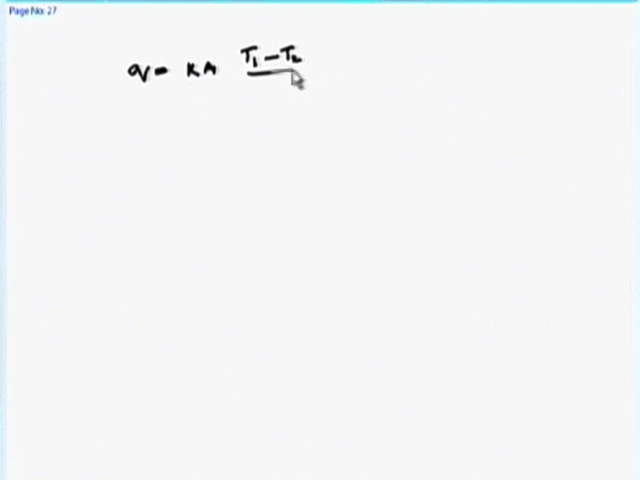 Page No: 27
q = KA T₁ - T₂